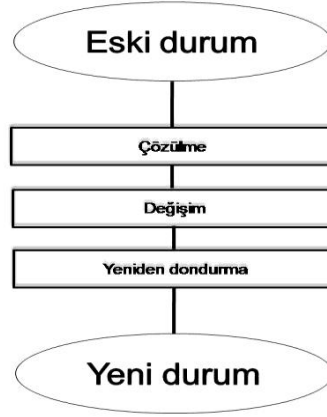 Eski durum
Çözülme
Değişim
Yeniden dondurma
Yeni durum